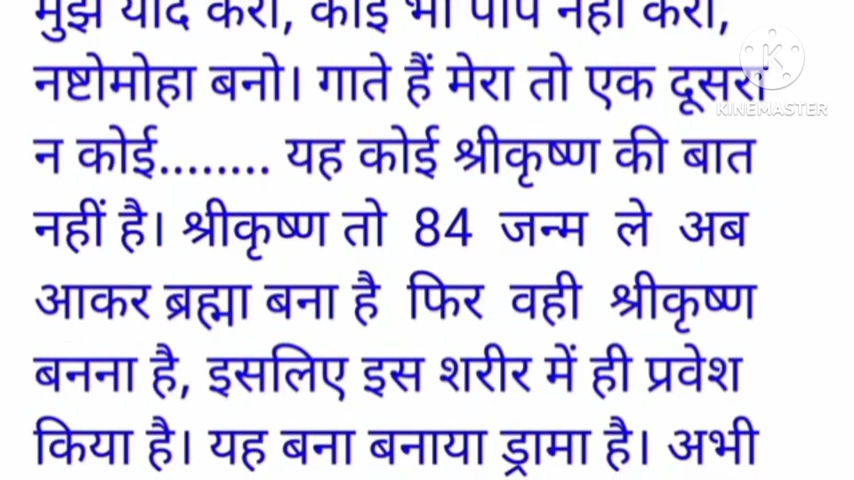 मुझे याद करो, कोई भी पाप नहीं करो,
नष्टोमोहा बनो। गाते हैं मेरा तो एक दूसरा
न कोई........ यह कोई श्रीकृष्ण की बात
नहीं है। श्रीकृष्ण तो 84 जन्म ले अब
आकर ब्रह्मा बना है फिर वही श्रीकृष्ण
बनना है, इसलिए इस शरीर में ही प्रवेश
किया है। यह बना बनाया ड्रामा है। अभी
KINEMASTER